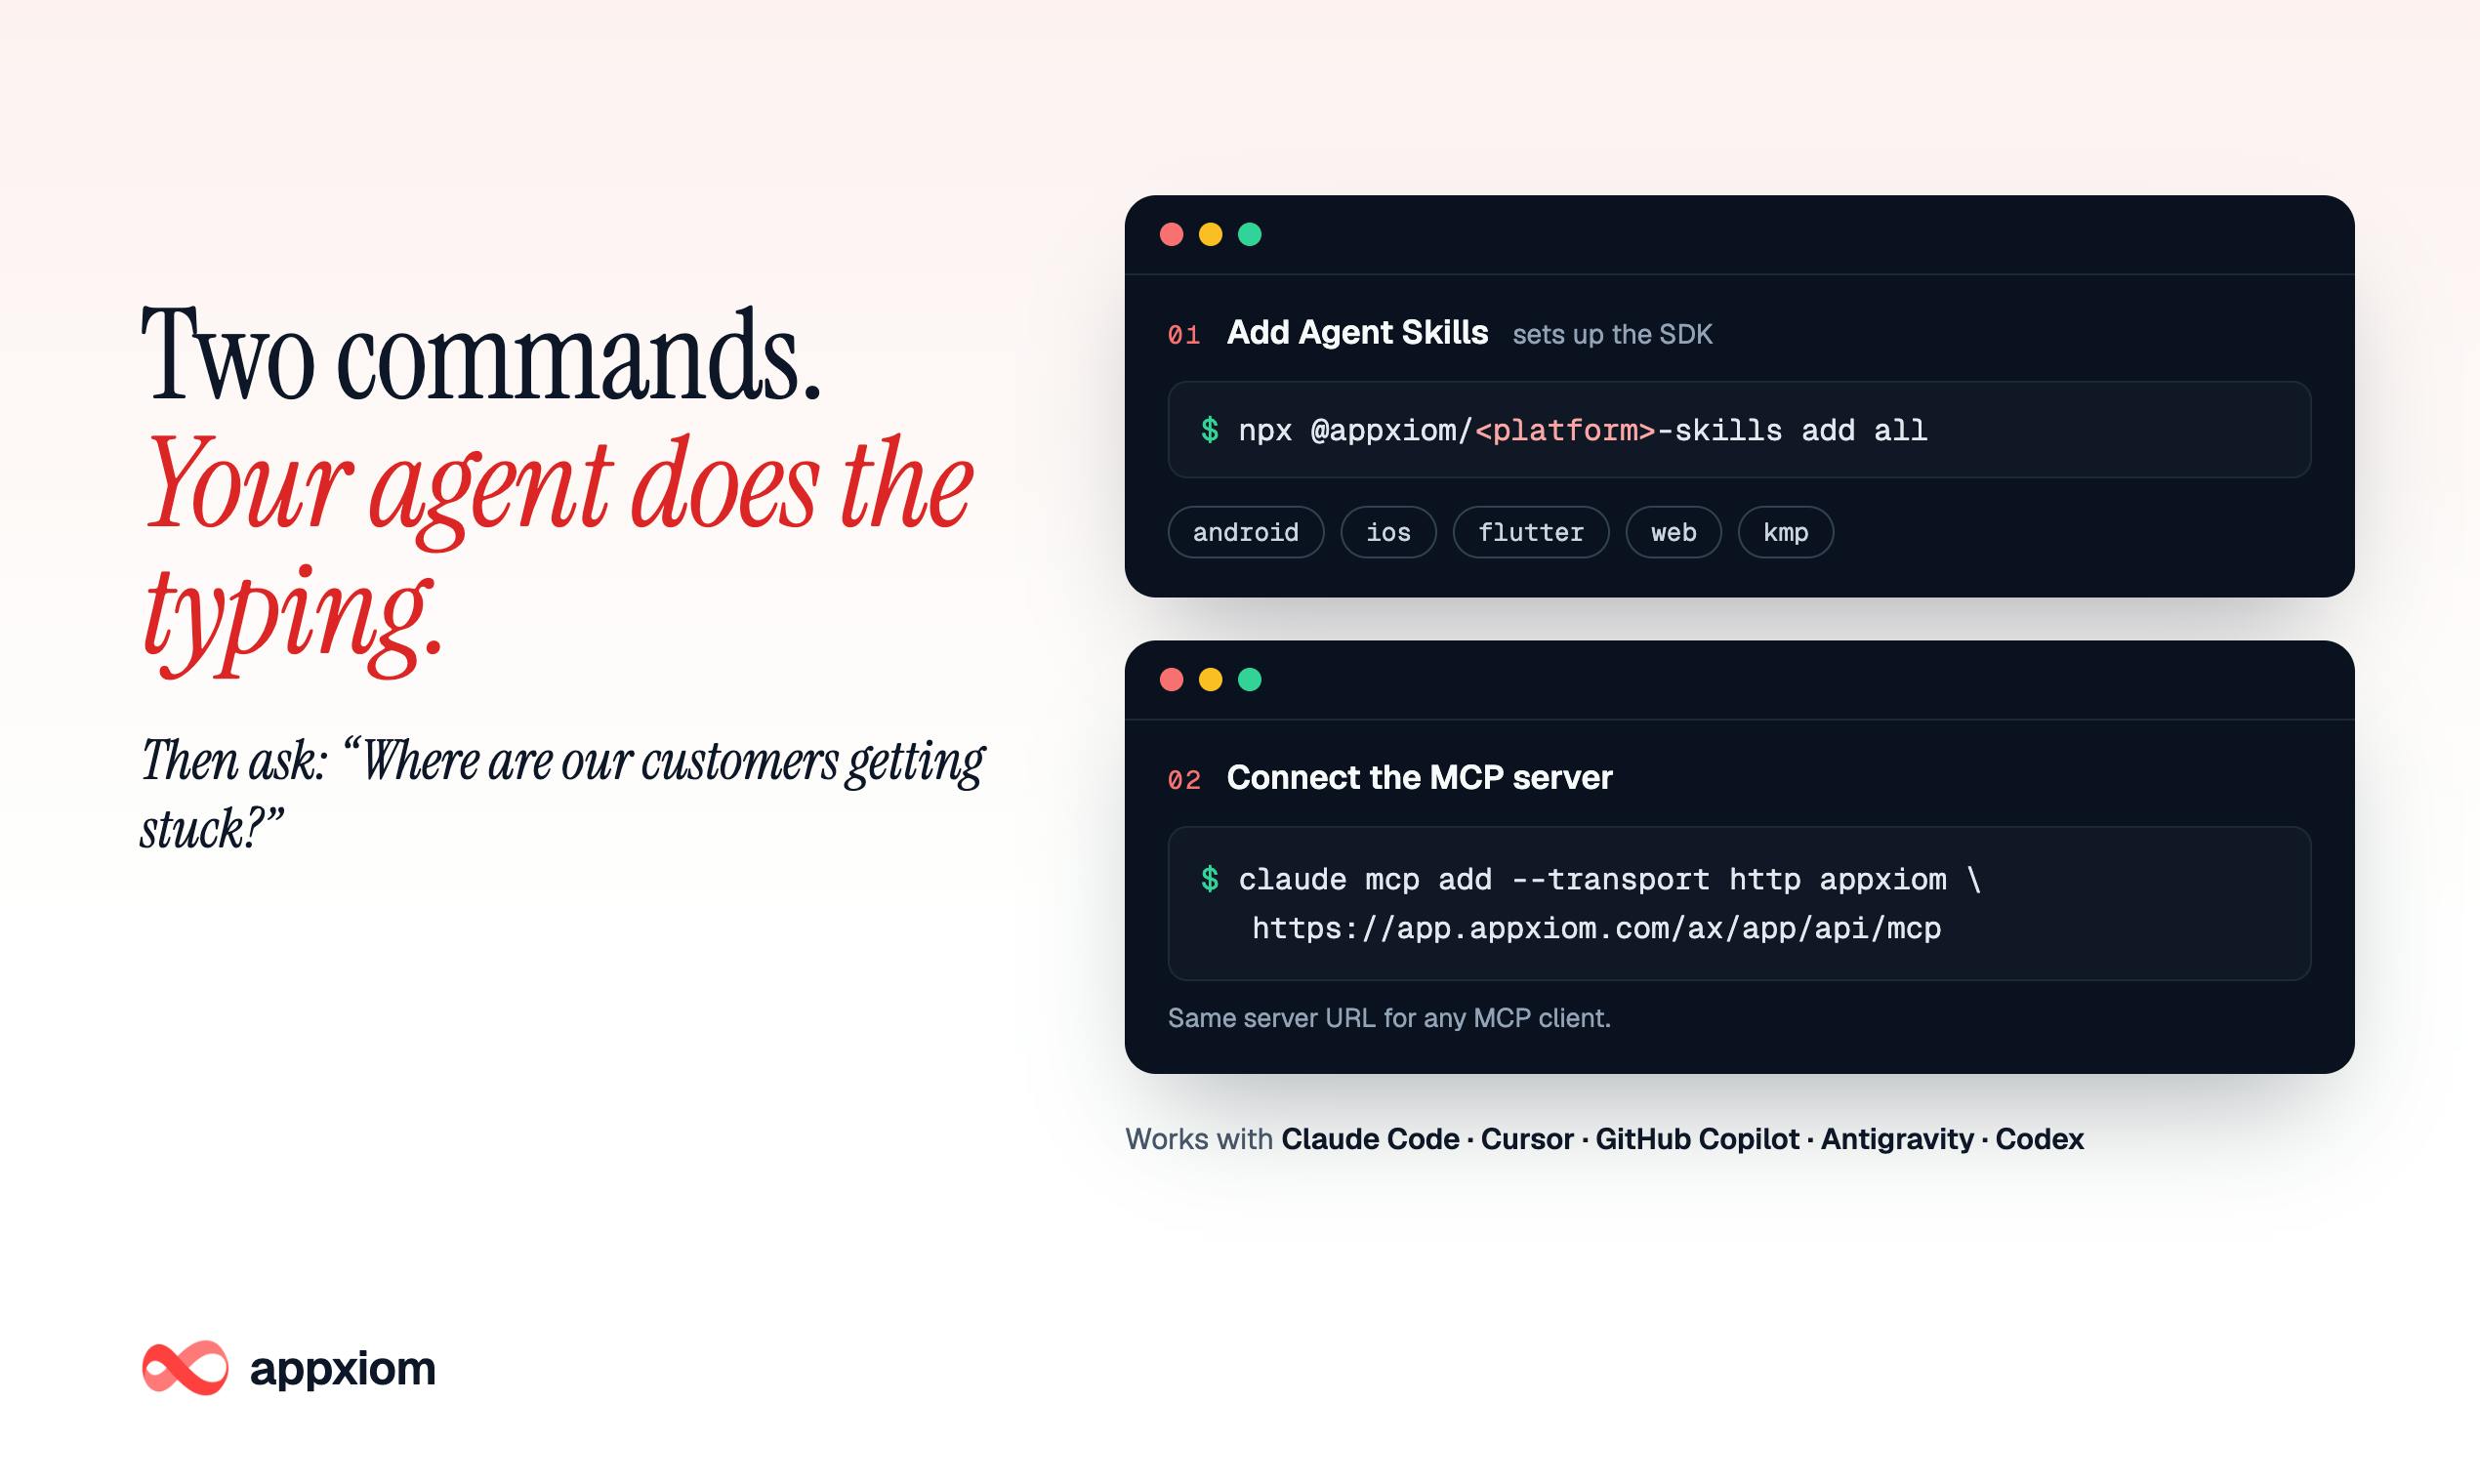 Two commands.
Your agent does the
typing.
Then ask: “Where are our customers getting
stuck?”
01 Add Agent Skills sets up the SDK
$ npx @appxiom/<platform>-skills add all
android ios flutter web kmp
02 Connect the MCP server
$ claude mcp add --transport http appxiom \
https://app.appxiom.com/ax/app/api/mcp
Same server URL for any MCP client.
Works with Claude Code · Cursor · GitHub Copilot · Antigravity · Codex
appxiom